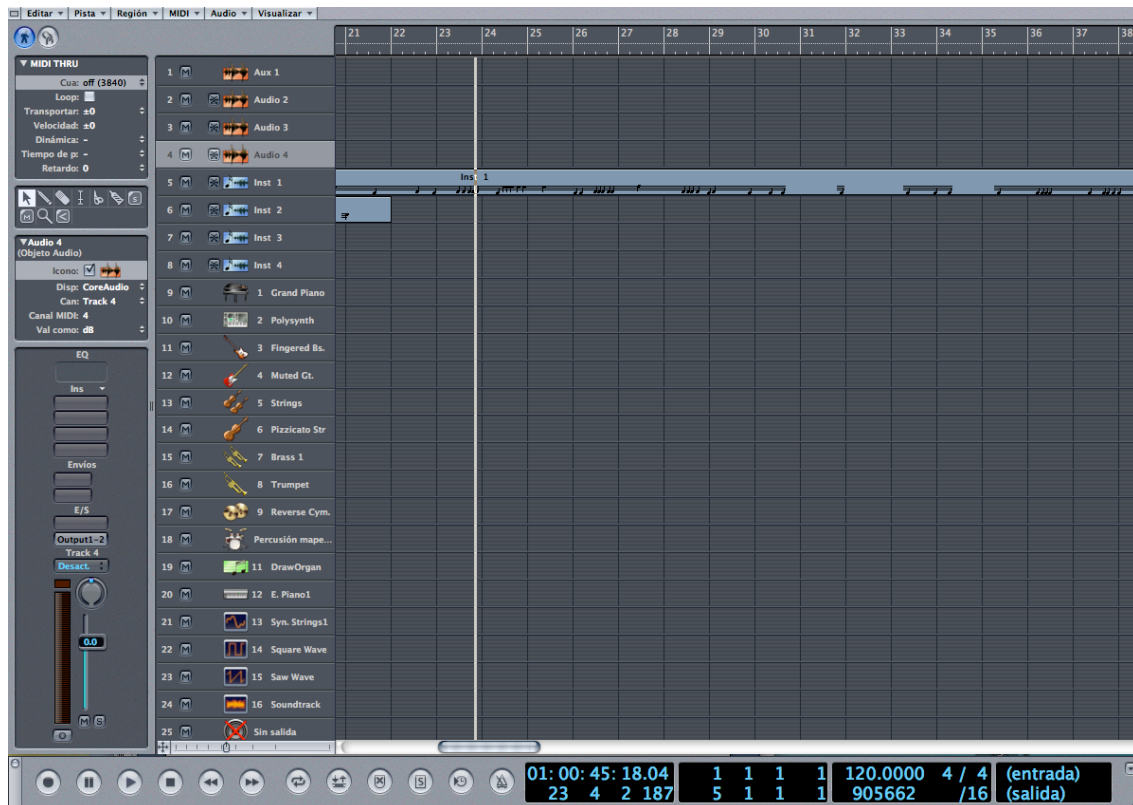 Editar Pista Región MIDI Audio Visualizar
21 22 23 24 25 26 27 28 29 30 31 32 33 34 35 36 37 38
MIDI THRU
Cua: off (3840)
Loop:
Transportar: ±0
Velocidad: ±0
Dinámica: –
Tiempo de p: –
Retardo: 0
Audio 4
(Objeto Audio)
Icono:
Disp: CoreAudio
Can: Track 4
Canal MIDI: 4
Val como: dB
EQ
Ins
Envíos
E/S
Output1-2
Track 4
Desact.
0.0
M S
1 M Aux 1
2 M Audio 2
3 M Audio 3
4 M Audio 4
5 M Inst 1
6 M Inst 2
7 M Inst 3
8 M Inst 4
9 M 1 Grand Piano
10 M 2 Polysynth
11 M 3 Fingered Bs.
12 M 4 Muted Gt.
13 M 5 Strings
14 M 6 Pizzicato Str
15 M 7 Brass 1
16 M 8 Trumpet
17 M 9 Reverse Cym.
18 M Percusión mape...
19 M 11 DrawOrgan
20 M 12 E. Piano1
21 M 13 Syn. Strings1
22 M 14 Square Wave
23 M 15 Saw Wave
24 M 16 Soundtrack
25 M Sin salida
Inst 1
01: 00: 45: 18.04 1 1 1 1 120.0000 4 / 4 (entrada)
23 4 2 187 5 1 1 1 905662 /16 (salida)